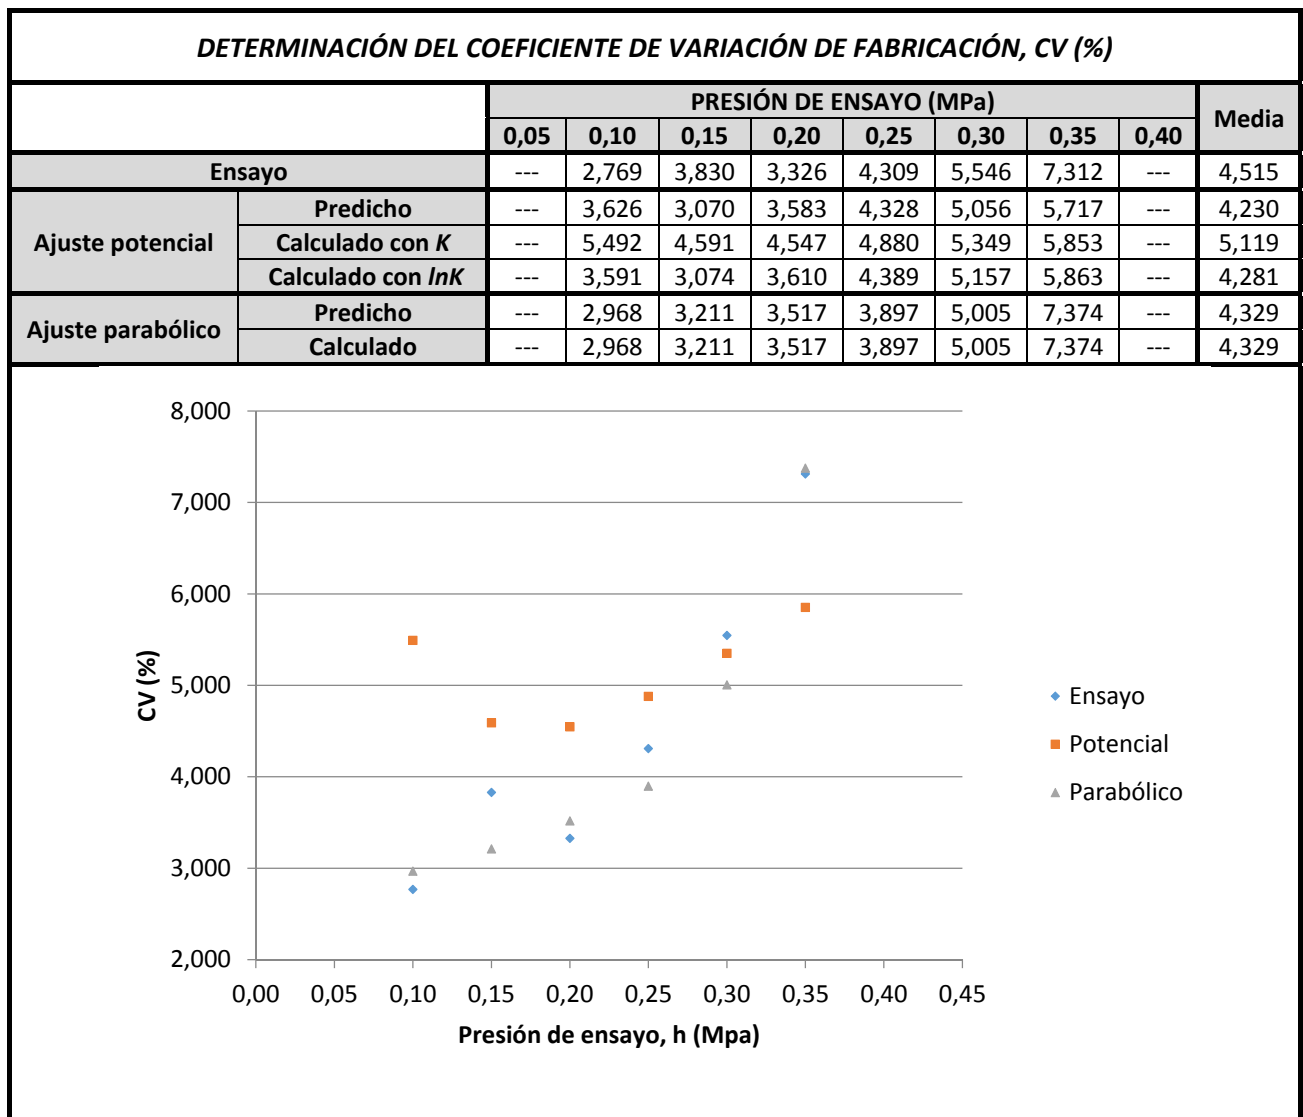 DETERMINACIÓN DEL COEFICIENTE DE VARIACIÓN DE FABRICACIÓN, CV (%)
PRESIÓN DE ENSAYO (MPa) Media
0,05 0,10 0,15 0,20 0,25 0,30 0,35 0,40
Ensayo --- 2,769 3,830 3,326 4,309 5,546 7,312 --- 4,515
Ajuste potencial Predicho --- 3,626 3,070 3,583 4,328 5,056 5,717 --- 4,230
Calculado con K --- 5,492 4,591 4,547 4,880 5,349 5,853 --- 5,119
Calculado con lnK --- 3,591 3,074 3,610 4,389 5,157 5,863 --- 4,281
Ajuste parabólico Predicho --- 2,968 3,211 3,517 3,897 5,005 7,374 --- 4,329
Calculado --- 2,968 3,211 3,517 3,897 5,005 7,374 --- 4,329
8,000
7,000
6,000
5,000
4,000
3,000
2,000
CV (%)
0,00 0,05 0,10 0,15 0,20 0,25 0,30 0,35 0,40 0,45
Presión de ensayo, h (Mpa)
Ensayo
Potencial
Parabólico